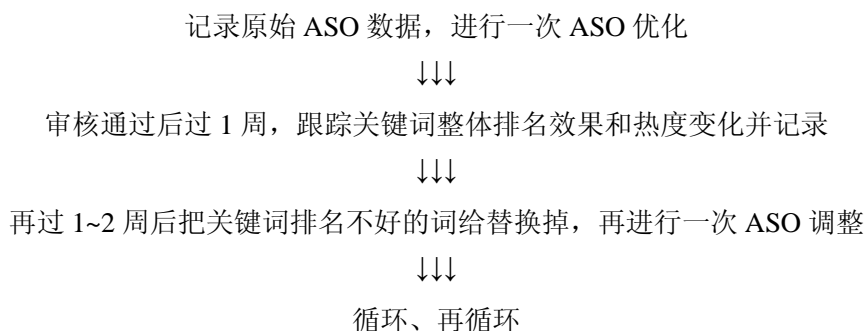 记录原始 ASO 数据，进行一次 ASO 优化
↓↓↓
审核通过后过 1 周，跟踪关键词整体排名效果和热度变化并记录
↓↓↓
再过 1~2 周后把关键词排名不好的词给替换掉，再进行一次 ASO 调整
↓↓↓
循环、再循环